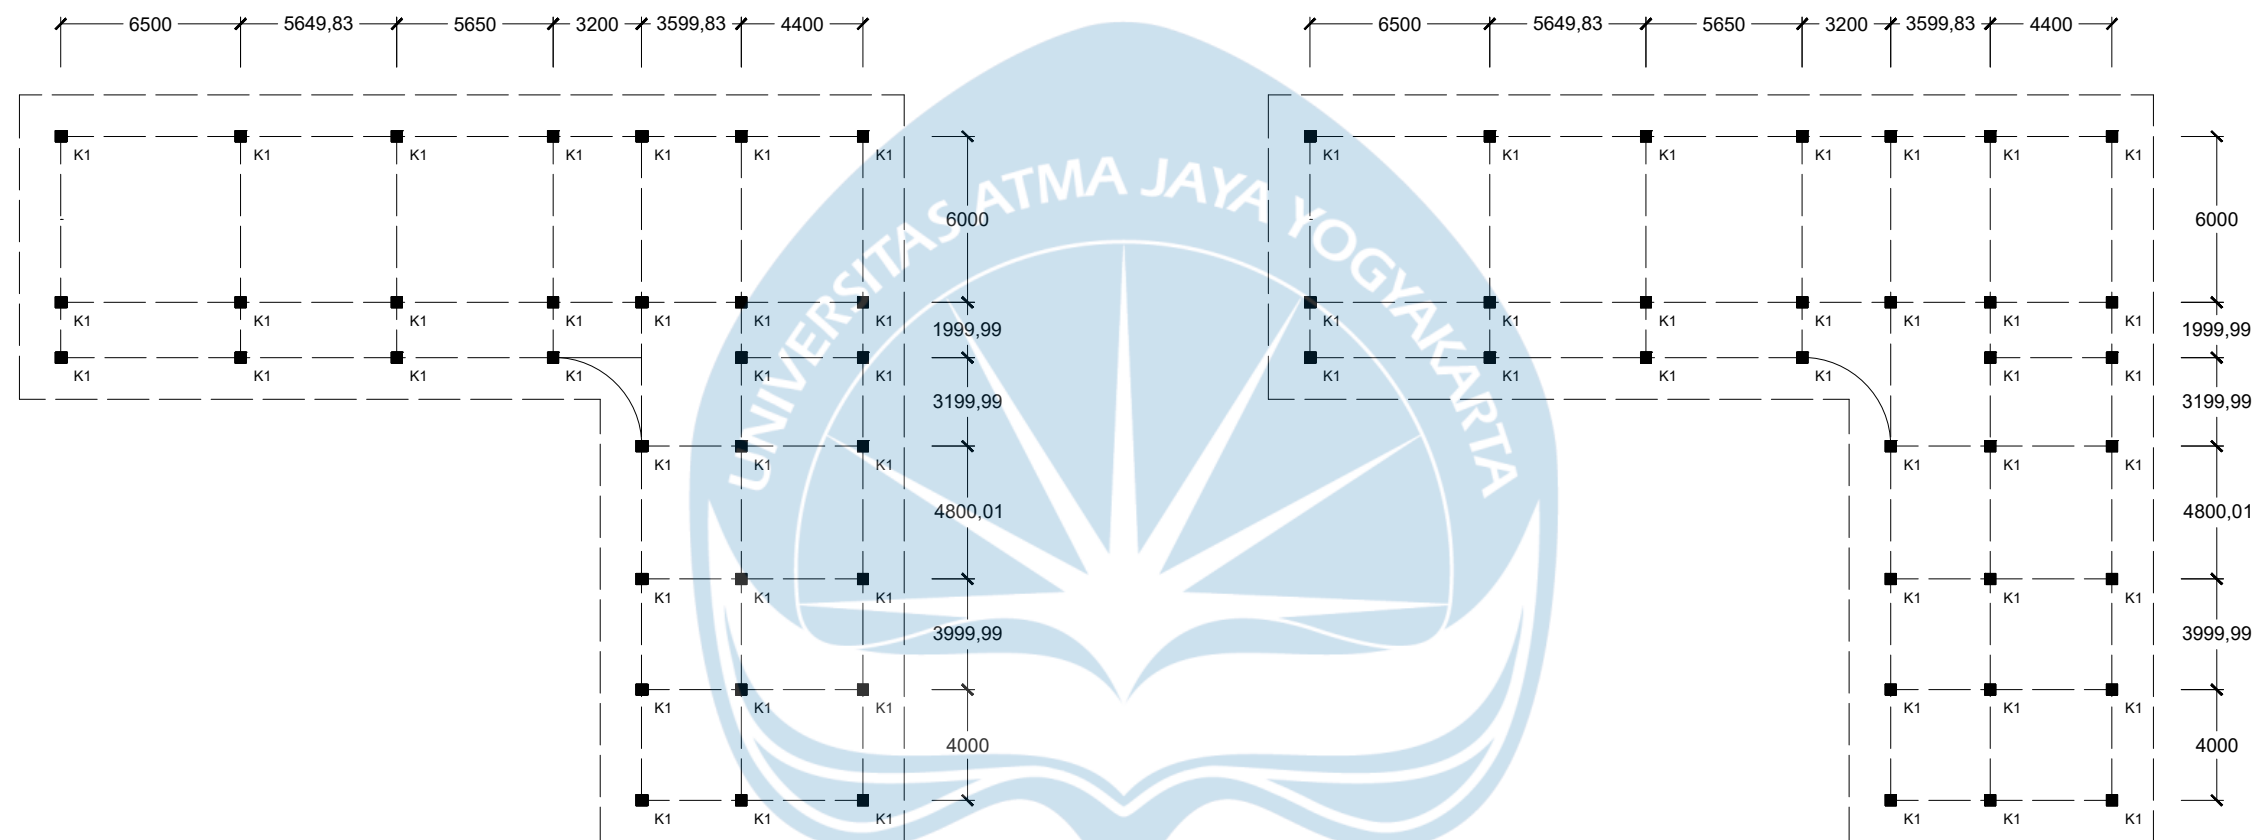 6500 5649,83 5650 3200 3599,83 4400
6500 5649,83 5650 3200 3599,83 4400
K1 K1 K1 K1 K1 K1 K1
K1 K1 K1 K1 K1 K1 K1
UNIVERSITAS ATMA JAYA YOGYAKARTA
6000
6000
K1 K1 K1 K1 K1 K1 K1
K1 K1 K1 K1 K1 K1 K1
1999,99
1999,99
K1 K1 K1 K1 K1 K1
K1 K1 K1 K1 K1 K1
3199,99
3199,99
K1 K1 K1
K1 K1 K1
4800,01
4800,01
K1 K1 K1
K1 K1 K1
3999,99
3999,99
K1 K1 K1
K1 K1 K1
4000
4000
K1 K1 K1
K1 K1 K1